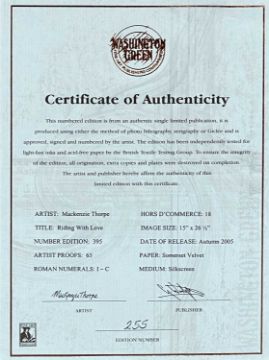 WASHINGTON
GREEN
Certificate of Authenticity
This numbered edition is from an authentic single limited publication, it is
produced using either the method of photo lithography, serigraphy or Giclée and is
approved, signed and numbered by the artist. The edition has been independently tested for
light-fast inks and acid-free paper by the British Textile Testing Group. To ensure the integrity
of the edition, all origination, extra copies and plates were destroyed on completion.
The artist and publisher hereby affirm the authenticity of this
limited edition with this certificate.
ARTIST: Mackenzie Thorpe
HORS D'COMMERCE: 18
TITLE: Riding With Love
IMAGE SIZE: 15" x 26 ½"
NUMBER EDITION: 395
DATE OF RELEASE: Autumn 2005
ARTIST PROOFS: 65
PAPER: Somerset Velvet
ROMAN NUMERALS: I - C
MEDIUM: Silkscreen
Mackenzie Thorpe
ARTIST
PUBLISHER
255
EDITION NUMBER